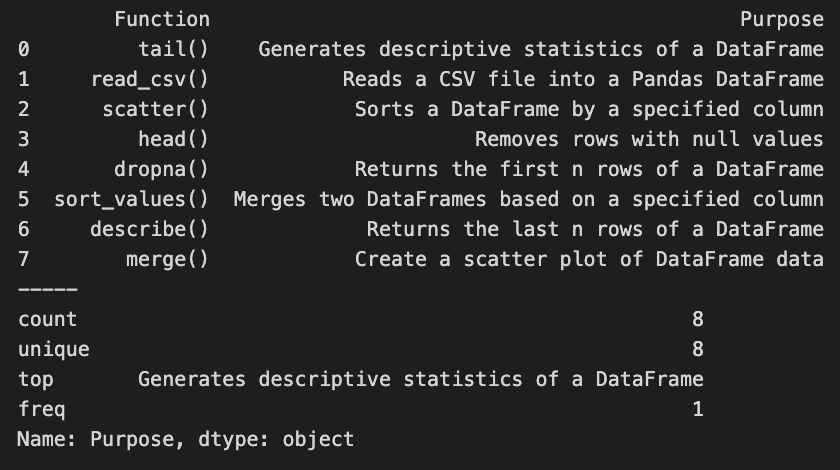 Function Purpose
0 tail() Generates descriptive statistics of a DataFrame
1 read_csv() Reads a CSV file into a Pandas DataFrame
2 scatter() Sorts a DataFrame by a specified column
3 head() Removes rows with null values
4 dropna() Returns the first n rows of a DataFrame
5 sort_values() Merges two DataFrames based on a specified column
6 describe() Returns the last n rows of a DataFrame
7 merge() Create a scatter plot of DataFrame data
-----
count 8
unique 8
top Generates descriptive statistics of a DataFrame
freq 1
Name: Purpose, dtype: object